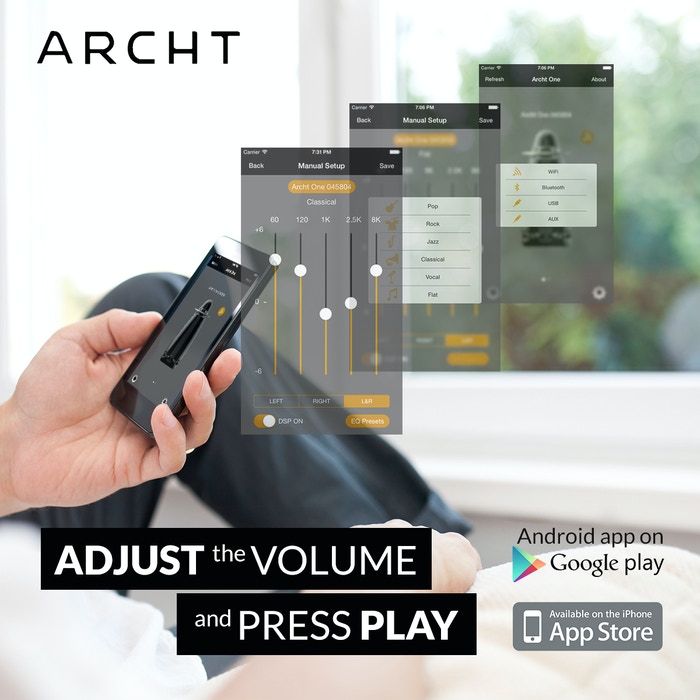 ARCHT
Carrier 7:06 PM
Refresh Archt One About
WiFi
Bluetooth
USB
AUX
Carrier 7:06 PM
Back Manual Setup Save
Pop
Rock
Jazz
Classical
Vocal
Flat
Carrier 7:31 PM
Back Manual Setup Save
Archt One 045804
Classical
60 120 1K 2.5K 8K
+6
0 -
-6
LEFT RIGHT L&R
DSP ON EQ Presets
ADJUST the VOLUME
and PRESS PLAY
Android app on
Google play
Available on the iPhone
App Store